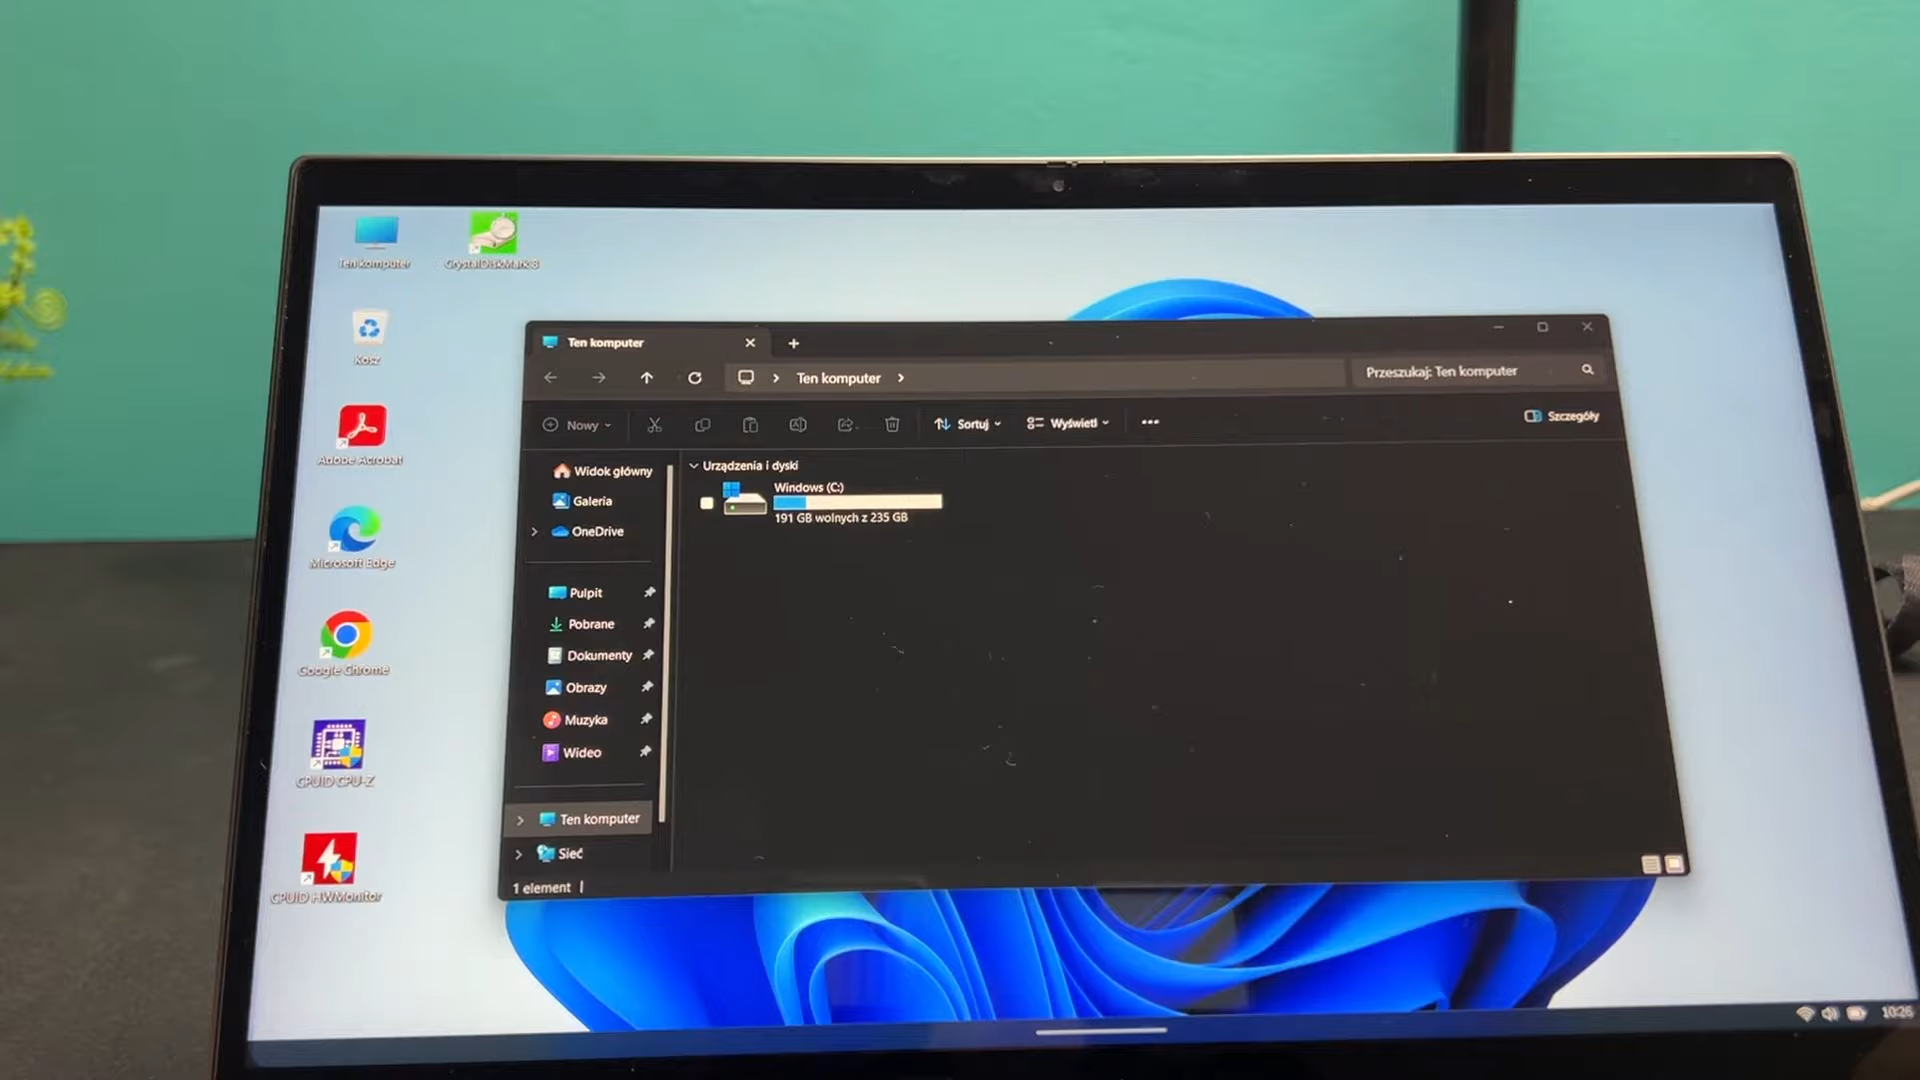 Ten komputer
CrystalDiskMark 8
Kosz
Adobe Acrobat
Microsoft Edge
Google Chrome
CPUID CPU-Z
CPUID HWMonitor
Ten komputer
Ten komputer
Przeszukaj: Ten komputer
Nowy
Sortuj
Wyświetl
Szczegóły
Widok główny
Galeria
OneDrive
Pulpit
Pobrane
Dokumenty
Obrazy
Muzyka
Wideo
Ten komputer
Sieć
1 element
Urządzenia i dyski
Windows (C:)
191 GB wolnych z 235 GB
10:26